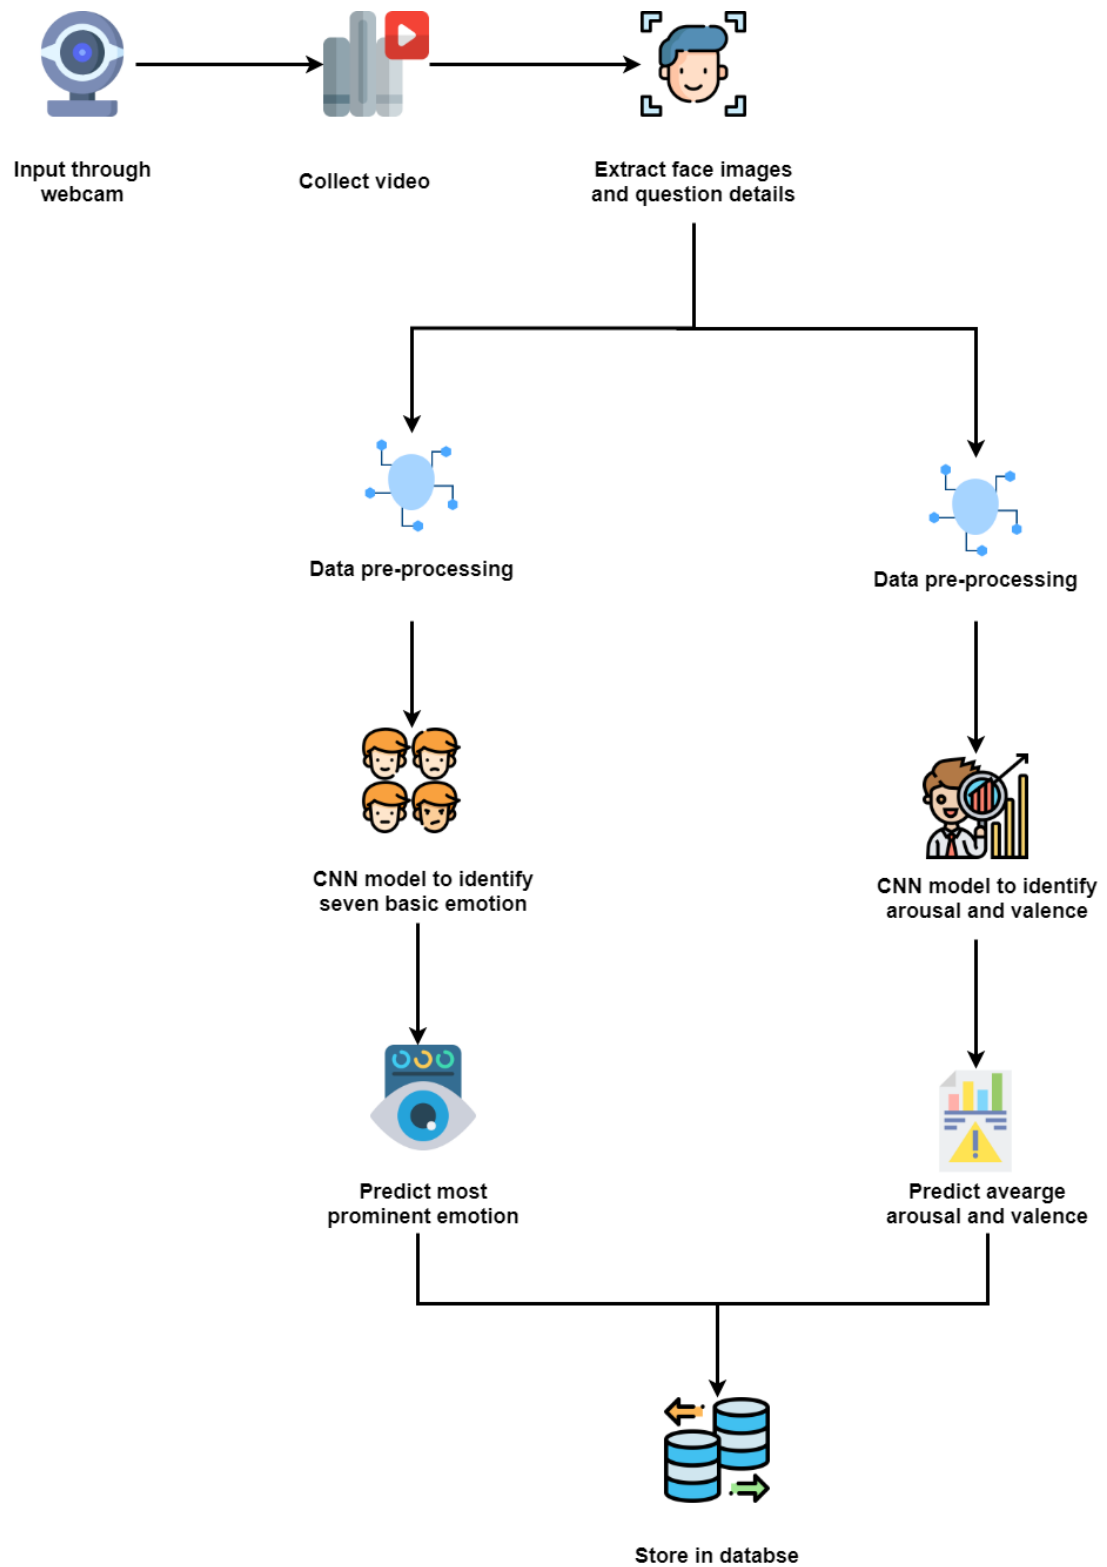 Input through
webcam
Collect video
Extract face images
and question details
Data pre-processing
Data pre-processing
CNN model to identify
seven basic emotion
CNN model to identify
arousal and valence
Predict most
prominent emotion
Predict avearge
arousal and valence
Store in databse